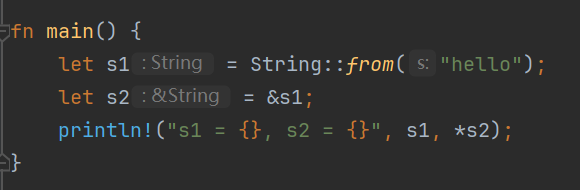 fn main() {
let s1: String = String::from(s: "hello");
let s2: &String = &s1;
println!("s1 = {}, s2 = {}", s1, *s2);
}